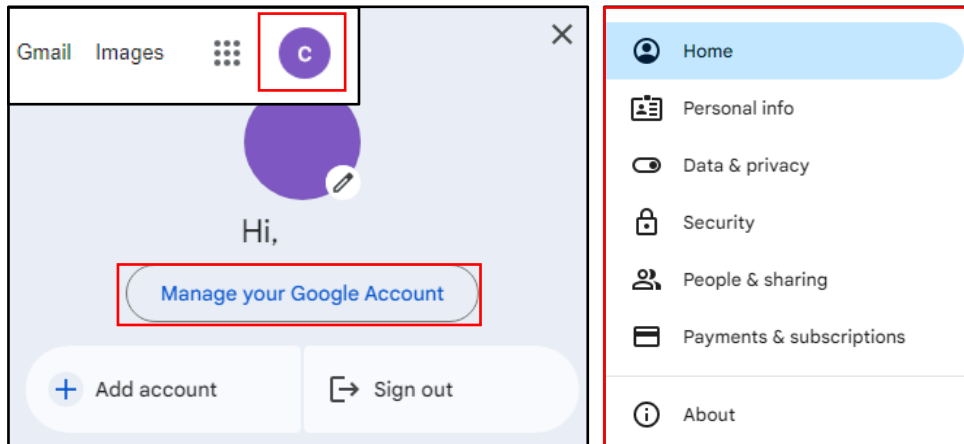 Gmail Images
C
Hi,
Manage your Google Account
Add account
Sign out
Home
Personal info
Data & privacy
Security
People & sharing
Payments & subscriptions
About